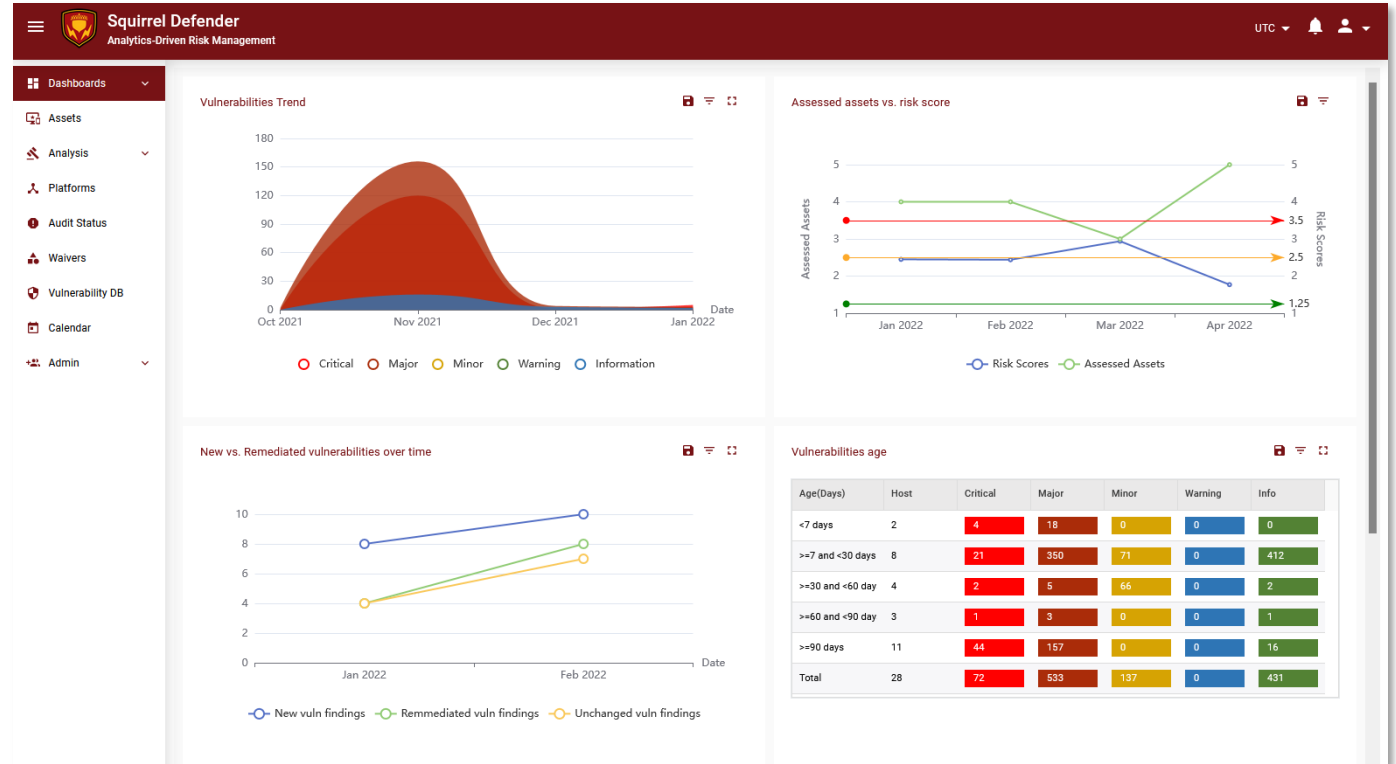 Squirrel Defender
Analytics-Driven Risk Management
UTC
Dashboards
Assets
Analysis
Platforms
Audit Status
Waivers
Vulnerability DB
Calendar
Admin
Vulnerabilities Trend
180
150
120
90
60
30
0
Oct 2021 Nov 2021 Dec 2021 Jan 2022
Date
Critical Major Minor Warning Information
Assessed assets vs. risk score
Assessed Assets
5
4
3
2
1
5
4
3.5
3
2.5
2
1.25
1
Risk Scores
Jan 2022 Feb 2022 Mar 2022 Apr 2022
Risk Scores Assessed Assets
New vs. Remediated vulnerabilities over time
10
8
6
4
2
0
Jan 2022 Feb 2022
Date
New vuln findings Remmediated vuln findings Unchanged vuln findings
Vulnerabilities age
Age(Days) Host Critical Major Minor Warning Info
<7 days 2 4 18 0 0 0
>=7 and <30 days 8 21 350 71 0 412
>=30 and <60 day 4 2 5 66 0 2
>=60 and <90 day 3 1 3 0 0 1
>=90 days 11 44 157 0 0 16
Total 28 72 533 137 0 431